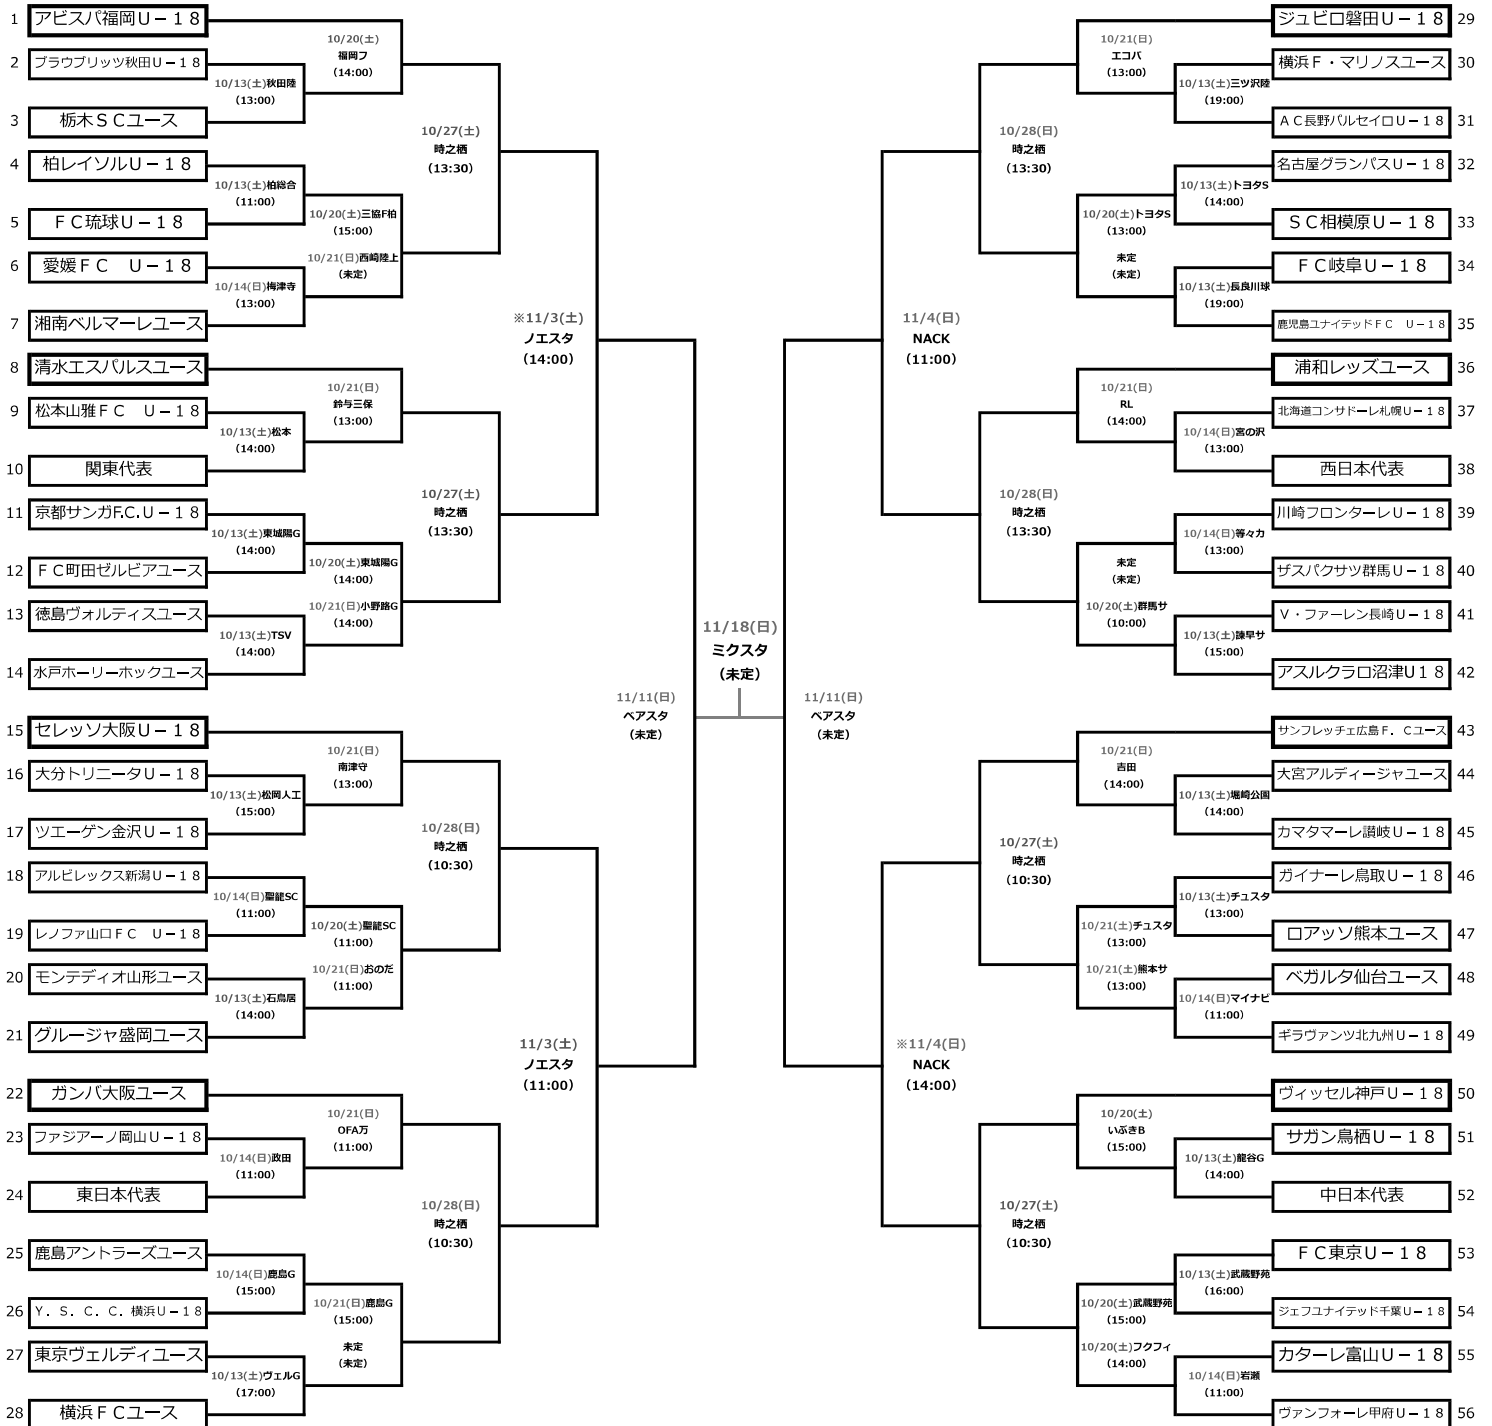 1 アビスパ福岡Ｕ－１８
2 ブラウブリッツ秋田Ｕ－１８
3 栃木ＳＣユース
4 柏レイソルＵ－１８
5 ＦＣ琉球Ｕ－１８
6 愛媛ＦＣ　Ｕ－１８
7 湘南ベルマーレユース
8 清水エスパルスユース
9 松本山雅ＦＣ　Ｕ－１８
10 関東代表
11 京都サンガF.C.Ｕ－１８
12 ＦＣ町田ゼルビアユース
13 徳島ヴォルティスユース
14 水戸ホーリーホックユース
15 セレッソ大阪Ｕ－１８
16 大分トリニータＵ－１８
17 ツエーゲン金沢Ｕ－１８
18 アルビレックス新潟Ｕ－１８
19 レノファ山口ＦＣ　Ｕ－１８
20 モンテディオ山形ユース
21 グルージャ盛岡ユース
22 ガンバ大阪ユース
23 ファジアーノ岡山Ｕ－１８
24 東日本代表
25 鹿島アントラーズユース
26 Ｙ．Ｓ．Ｃ．Ｃ．横浜Ｕ－１８
27 東京ヴェルディユース
28 横浜ＦＣユース
10/13(土)秋田陸
(13:00)
10/13(土)柏総合
(11:00)
10/14(日)梅津寺
(13:00)
10/13(土)松本
(14:00)
10/13(土)東城陽G
(14:00)
10/13(土)TSV
(14:00)
10/13(土)松岡人工
(15:00)
10/14(日)聖籠SC
(11:00)
10/13(土)石鳥居
(14:00)
10/14(日)政田
(11:00)
10/14(日)鹿島G
(15:00)
10/13(土)ヴェルG
(17:00)
10/20(土)
福岡フ
(14:00)
10/20(土)三協F柏
(15:00)
10/21(日)西崎陸上
(未定)
10/21(日)
鈴与三保
(13:00)
10/20(土)東城陽G
(14:00)
10/21(日)小野路G
(14:00)
10/21(日)
南津守
(13:00)
10/20(土)聖籠SC
(11:00)
10/21(日)おのだ
(11:00)
10/21(日)
OFA万
(11:00)
10/21(日)鹿島G
(15:00)
未定
(未定)
10/27(土)
時之栖
(13:30)
10/27(土)
時之栖
(13:30)
10/28(日)
時之栖
(10:30)
10/28(日)
時之栖
(10:30)
※11/3(土)
ノエスタ
(14:00)
11/3(土)
ノエスタ
(11:00)
11/11(日)
ベアスタ
(未定)
11/18(日)
ミクスタ
(未定)
11/11(日)
ベアスタ
(未定)
11/4(日)
NACK
(11:00)
※11/4(日)
NACK
(14:00)
10/28(日)
時之栖
(13:30)
10/28(日)
時之栖
(13:30)
10/27(土)
時之栖
(10:30)
10/27(土)
時之栖
(10:30)
10/21(日)
エコパ
(13:00)
10/20(土)トヨタS
(13:00)
未定
(未定)
10/21(日)
RL
(14:00)
未定
(未定)
10/20(土)群馬サ
(10:00)
10/21(日)
吉田
(14:00)
10/21(土)チュスタ
(13:00)
10/21(土)熊本サ
(13:00)
10/20(土)
いぶきB
(15:00)
10/20(土)武蔵野苑
(15:00)
10/20(土)フクフィ
(14:00)
10/13(土)三ツ沢陸
(19:00)
10/13(土)トヨタS
(14:00)
10/13(土)長良川球
(19:00)
10/14(日)宮の沢
(13:00)
10/14(日)等々力
(13:00)
10/13(土)諫早サ
(15:00)
10/13(土)堀崎公園
(14:00)
10/13(土)チュスタ
(13:00)
10/14(日)マイナビ
(11:00)
10/13(土)龍谷G
(14:00)
10/13(土)武蔵野苑
(16:00)
10/14(日)岩瀬
(11:00)
ジュビロ磐田Ｕ－１８ 29
横浜Ｆ・マリノスユース 30
ＡＣ長野パルセイロＵ－１８ 31
名古屋グランパスＵ－１８ 32
ＳＣ相模原Ｕ－１８ 33
ＦＣ岐阜Ｕ－１８ 34
鹿児島ユナイテッドＦＣ　Ｕ－１８ 35
浦和レッズユース 36
北海道コンサドーレ札幌Ｕ－１８ 37
西日本代表 38
川崎フロンターレＵ－１８ 39
ザスパクサツ群馬Ｕ－１８ 40
Ｖ・ファーレン長崎Ｕ－１８ 41
アスルクラロ沼津Ｕ１８ 42
サンフレッチェ広島Ｆ．Ｃユース 43
大宮アルディージャユース 44
カマタマーレ讃岐Ｕ－１８ 45
ガイナーレ鳥取Ｕ－１８ 46
ロアッソ熊本ユース 47
ベガルタ仙台ユース 48
ギラヴァンツ北九州Ｕ－１８ 49
ヴィッセル神戸Ｕ－１８ 50
サガン鳥栖Ｕ－１８ 51
中日本代表 52
ＦＣ東京Ｕ－１８ 53
ジェフユナイテッド千葉Ｕ－１８ 54
カターレ富山Ｕ－１８ 55
ヴァンフォーレ甲府Ｕ－１８ 56